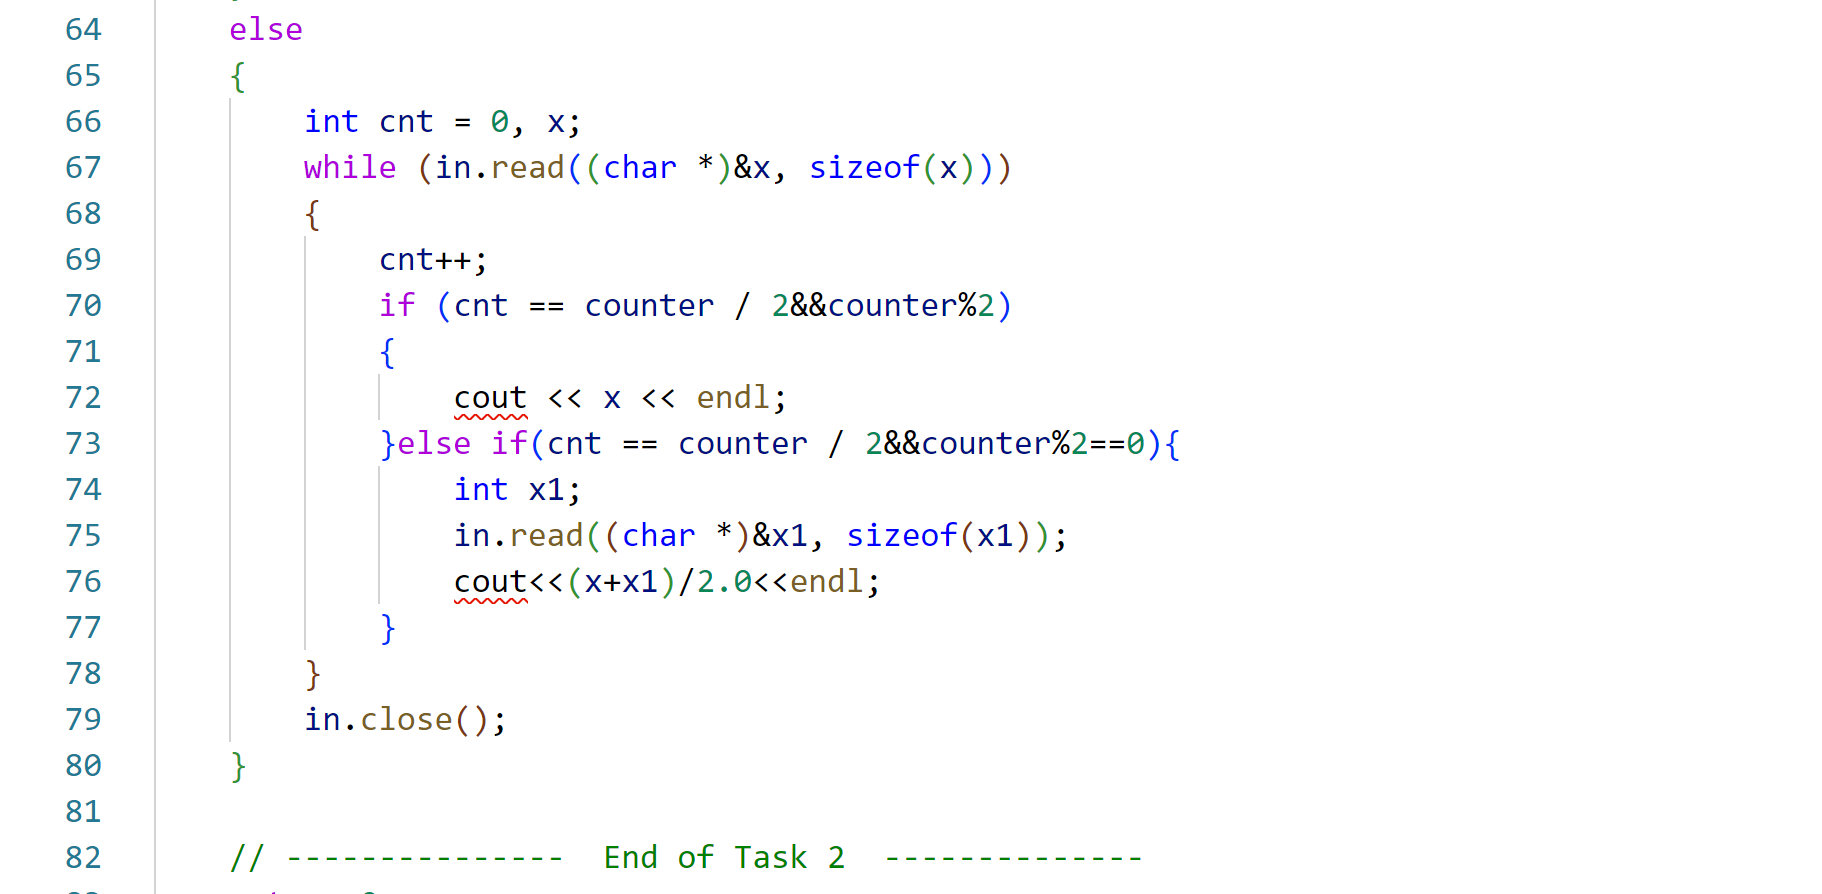 64 else
65 {
66 int cnt = 0, x;
67 while (in.read((char *)&x, sizeof(x)))
68 {
69 cnt++;
70 if (cnt == counter / 2&&counter%2)
71 {
72 cout << x << endl;
73 }else if(cnt == counter / 2&&counter%2==0){
74 int x1;
75 in.read((char *)&x1, sizeof(x1));
76 cout<<(x+x1)/2.0<<endl;
77 }
78 }
79 in.close();
80 }
81
82 // --------------- End of Task 2 --------------